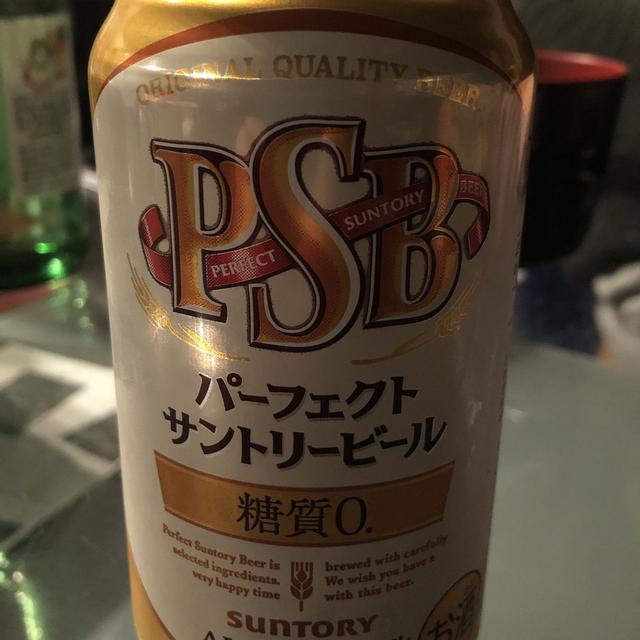 ORIGINAL QUALITY BEER
PSB
PERFECT SUNTORY BEER
パーフェクト
サントリービール
糖質0.
Perfect Suntory Beer is brewed with carefully
selected ingredients. We wish you have a
very happy time with this beer.
SUNTORY
お酒